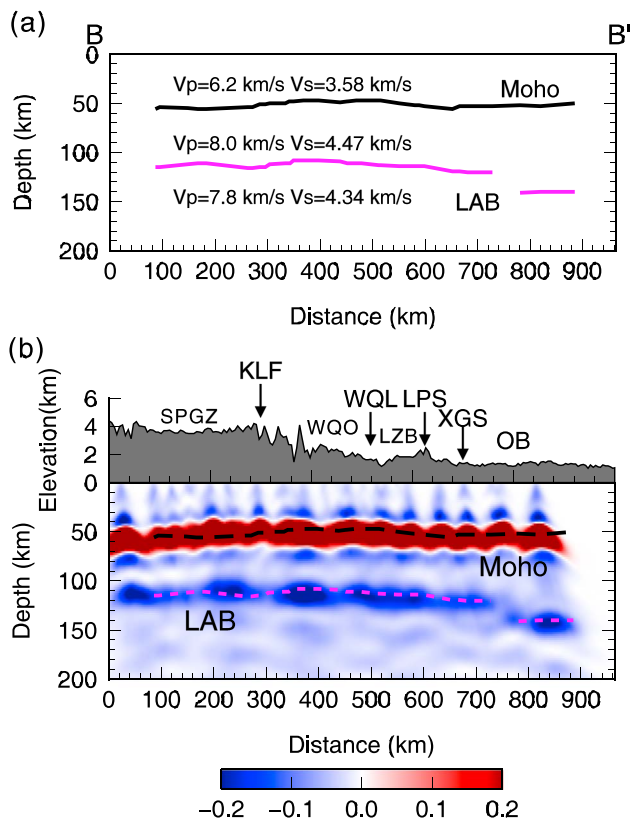 (a)
B B'
Vp=6.2 km/s Vs=3.58 km/s
Moho
Vp=8.0 km/s Vs=4.47 km/s
Vp=7.8 km/s Vs=4.34 km/s
LAB
Depth (km)
0
50
100
150
200
0 100 200 300 400 500 600 700 800 900
Distance (km)
(b)
KLF
WQL LPS
XGS
SPGZ
WQO
LZB
OB
Elevation(km)
6
4
2
0
Depth (km)
50
100
150
200
Moho
LAB
0 100 200 300 400 500 600 700 800 900
Distance (km)
−0.2 −0.1 0.0 0.1 0.2